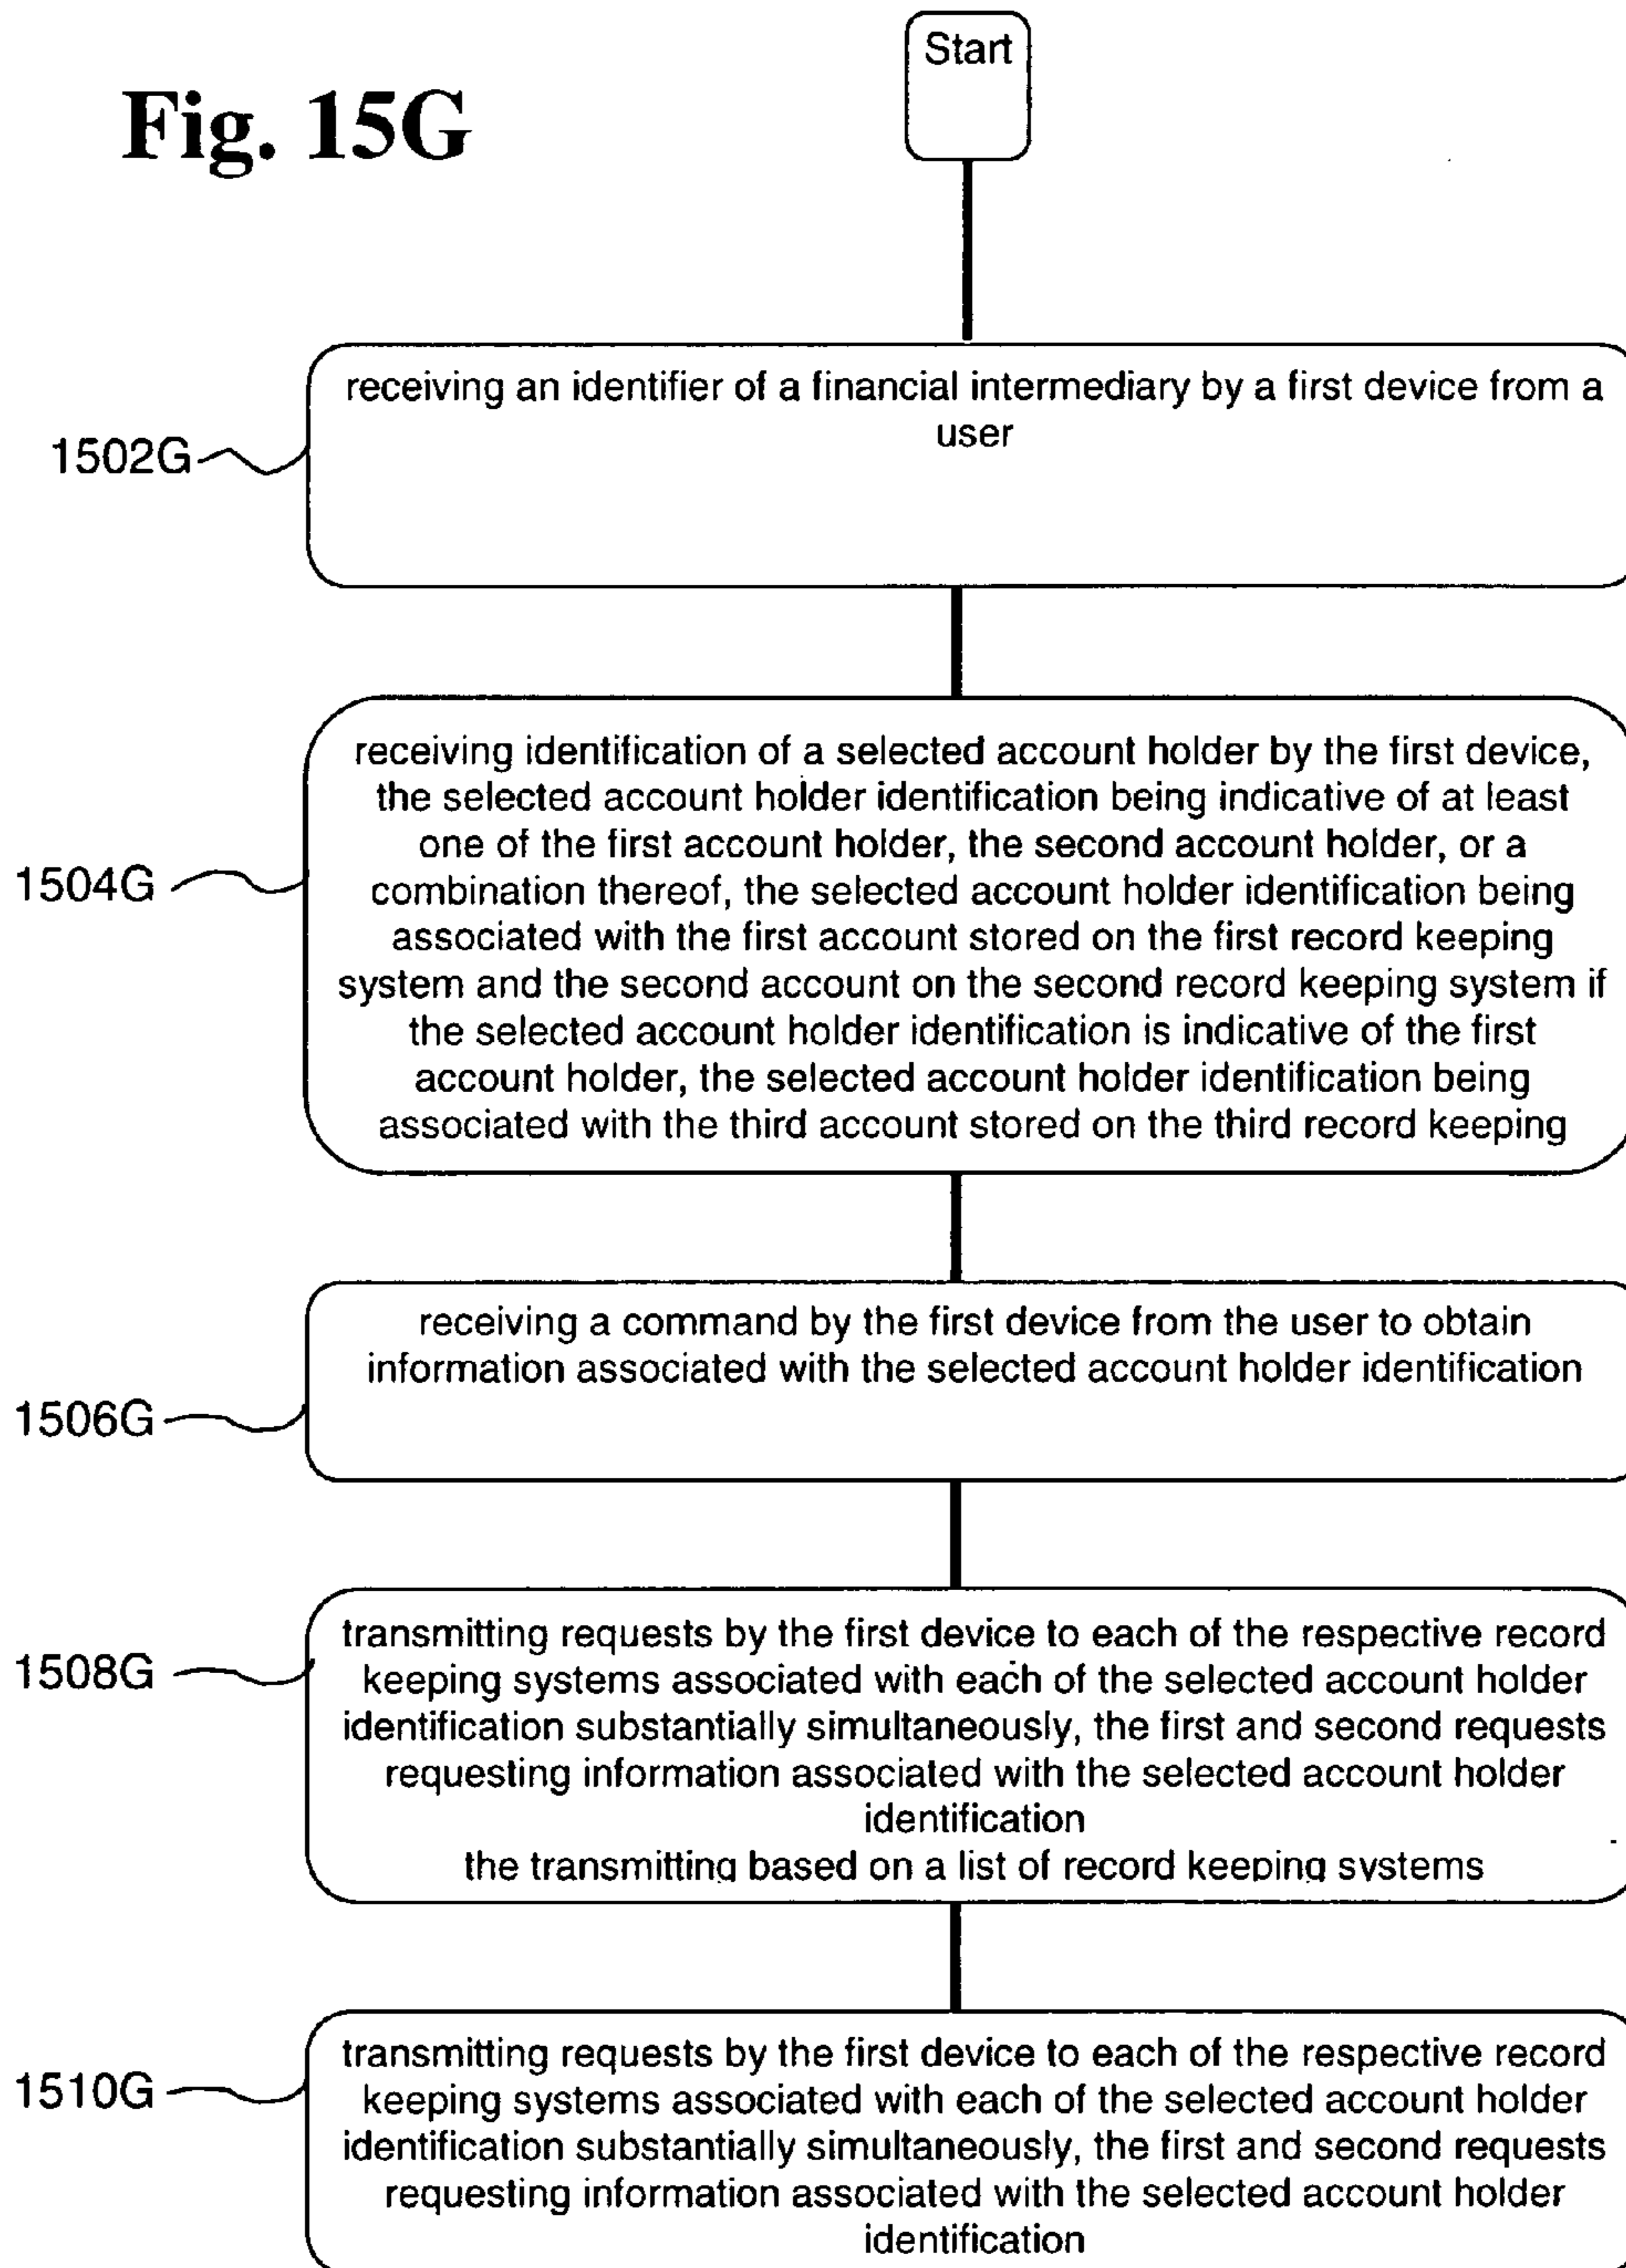 Start
Fig. 15G
receiving an identifier of a financial intermediary by a first device from a
user
1502G
receiving identification of a selected account holder by the first device,
the selected account holder identification being indicative of at least
one of the first account holder, the second account holder, or a
combination thereof, the selected account holder identification being
associated with the first account stored on the first record keeping
system and the second account on the second record keeping system if
the selected account holder identification is indicative of the first
account holder, the selected account holder identification being
associated with the third account stored on the third record keeping
1504G
receiving a command by the first device from the user to obtain
information associated with the selected account holder identification
1506G
transmitting requests by the first device to each of the respective record
keeping systems associated with each of the selected account holder
identification substantially simultaneously, the first and second requests
requesting information associated with the selected account holder
identification
the transmitting based on a list of record keeping systems
1508G
transmitting requests by the first device to each of the respective record
keeping systems associated with each of the selected account holder
identification substantially simultaneously, the first and second requests
requesting information associated with the selected account holder
identification
1510G